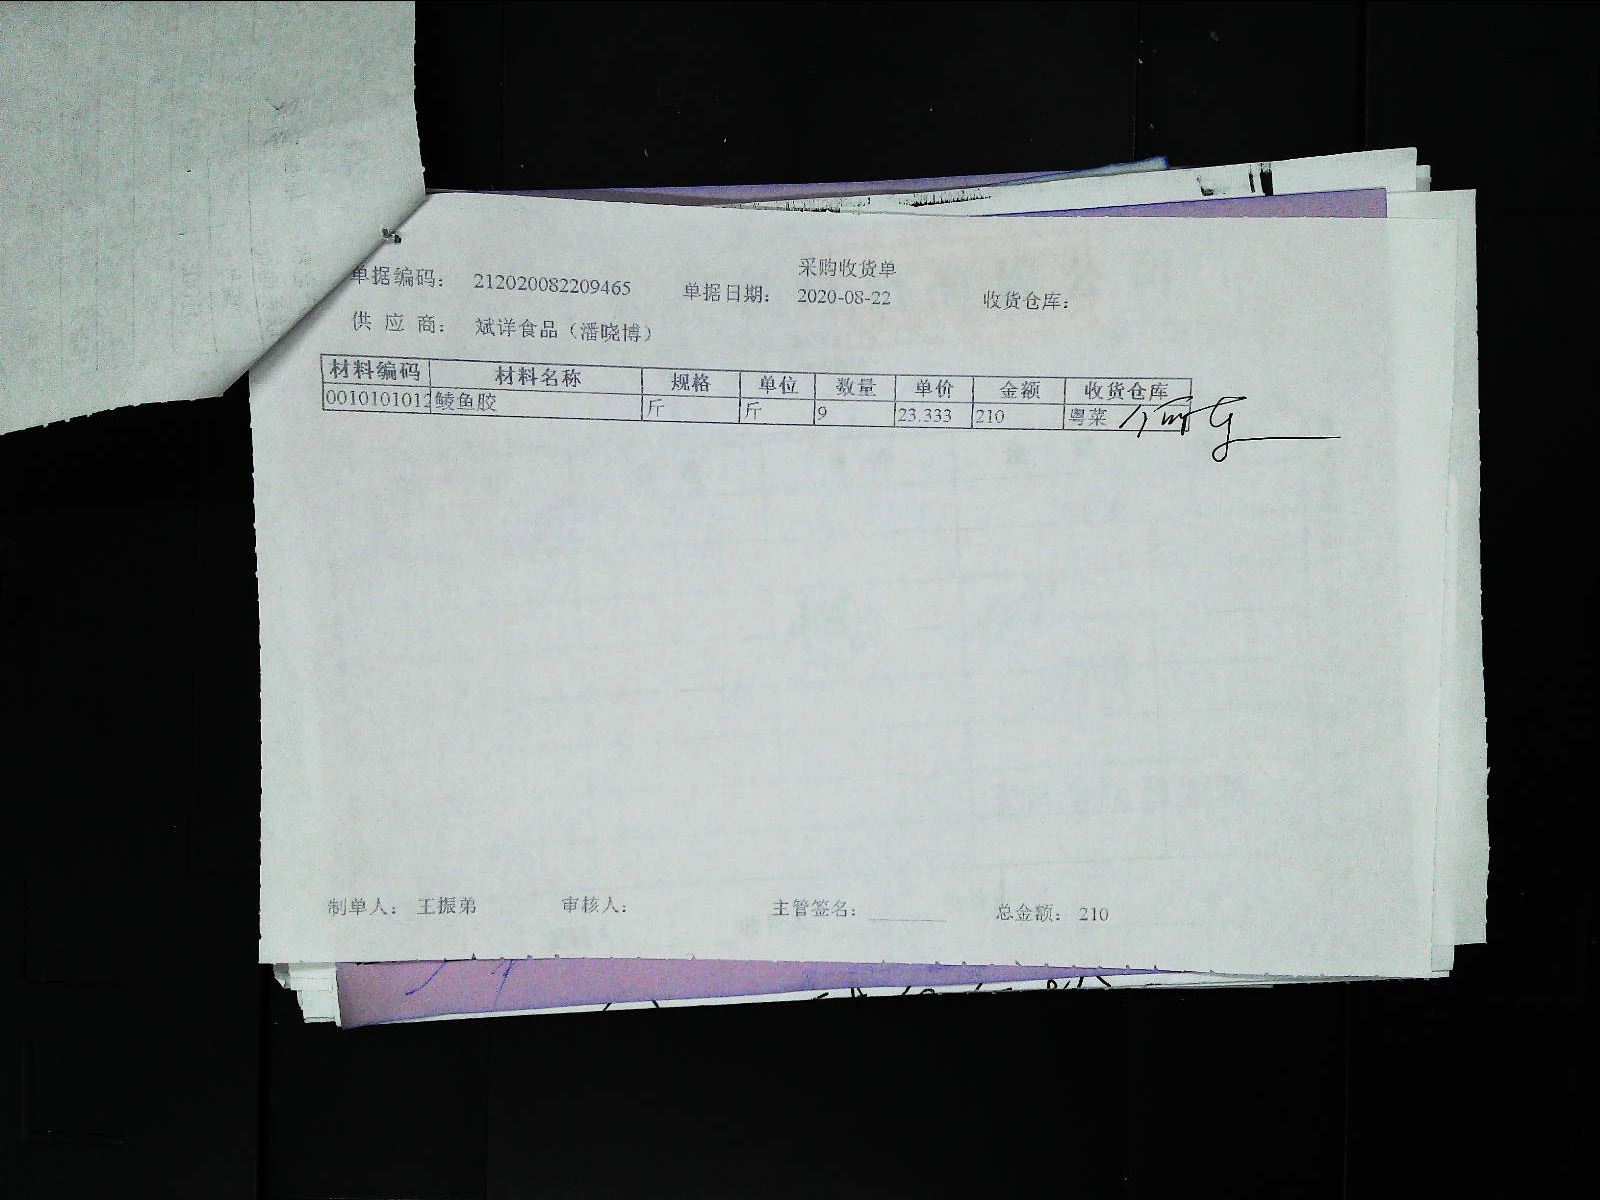 采购收货单
单据编码： 212020082209465 单据日期： 2020-08-22 收货仓库：
供 应 商： 斌详食品（潘晓博）
材料编码 材料名称 规格 单位 数量 单价 金额 收货仓库
0010101012 鲮鱼胶 斤 斤 9 23.333 210 粤菜
制单人： 王振弟 审核人： 主管签名： 总金额： 210